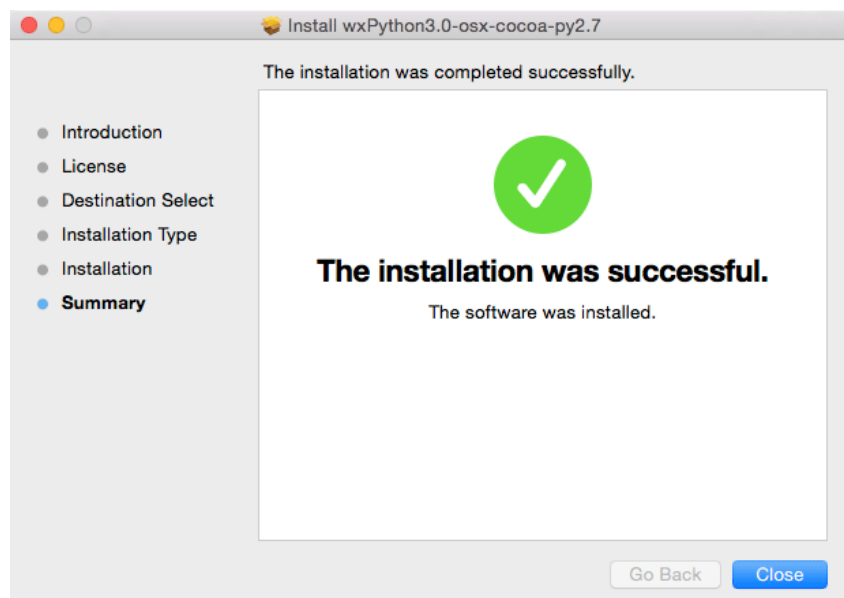 Install wxPython3.0-osx-cocoa-py2.7
The installation was completed successfully.
Introduction
License
Destination Select
Installation Type
Installation
Summary
The installation was successful.
The software was installed.
Go Back
Close